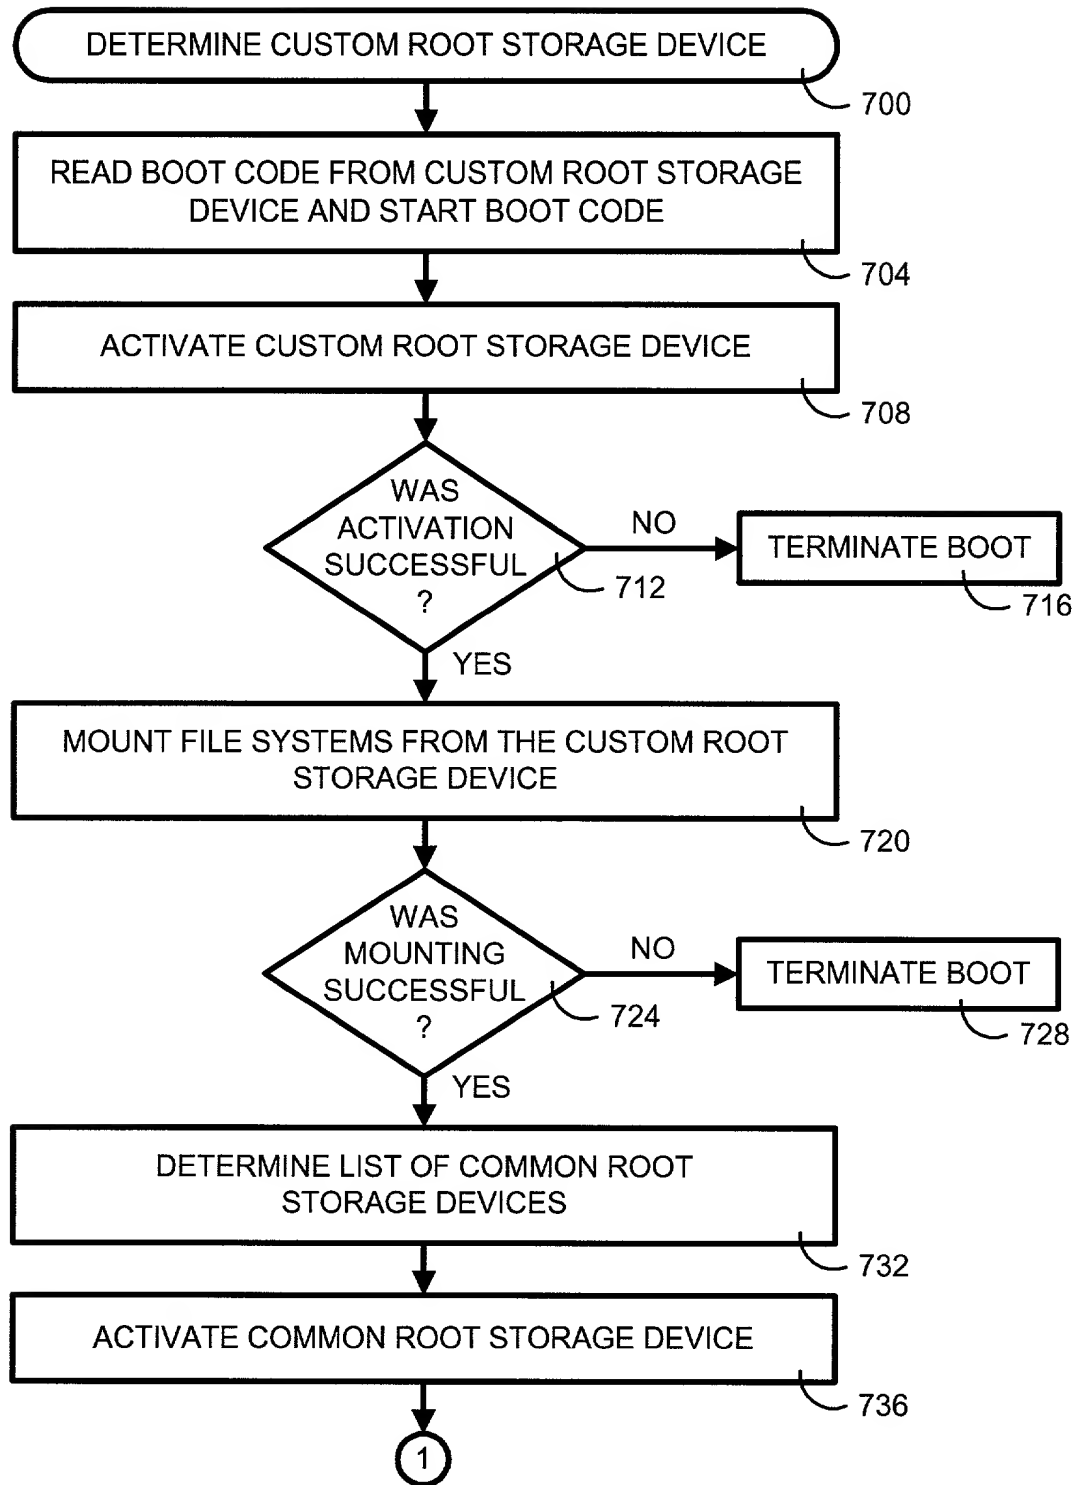 DETERMINE CUSTOM ROOT STORAGE DEVICE
700
READ BOOT CODE FROM CUSTOM ROOT STORAGE
DEVICE AND START BOOT CODE
704
ACTIVATE CUSTOM ROOT STORAGE DEVICE
708
WAS
ACTIVATION
SUCCESSFUL
?
712
NO
TERMINATE BOOT
716
YES
MOUNT FILE SYSTEMS FROM THE CUSTOM ROOT
STORAGE DEVICE
720
WAS
MOUNTING
SUCCESSFUL
?
724
NO
TERMINATE BOOT
728
YES
DETERMINE LIST OF COMMON ROOT
STORAGE DEVICES
732
ACTIVATE COMMON ROOT STORAGE DEVICE
736
1